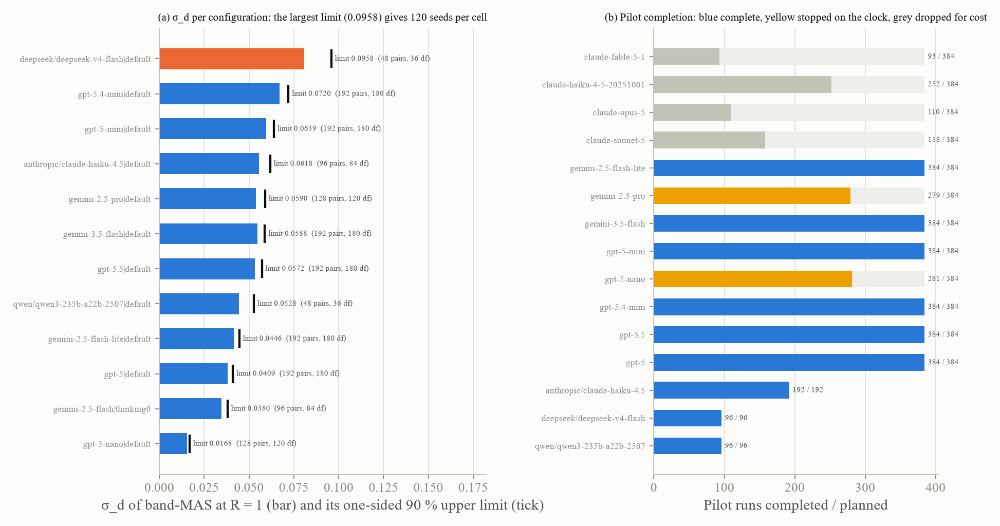 (a) σ_d per configuration; the largest limit (0.0958) gives 120 seeds per cell
deepseek/deepseek-v4-flash|default
limit 0.0958 (48 pairs, 36 df)
gpt-5.4-mini|default
limit 0.0720 (192 pairs, 180 df)
gpt-5-mini|default
limit 0.0639 (192 pairs, 180 df)
anthropic/claude-haiku-4.5|default
limit 0.0618 (96 pairs, 84 df)
gemini-2.5-pro|default
limit 0.0590 (128 pairs, 120 df)
gemini-3.5-flash|default
limit 0.0588 (192 pairs, 180 df)
gpt-5.5|default
limit 0.0572 (192 pairs, 180 df)
qwen/qwen3-235b-a22b-2507|default
limit 0.0528 (48 pairs, 36 df)
gemini-2.5-flash-lite|default
limit 0.0446 (192 pairs, 180 df)
gpt-5|default
limit 0.0409 (192 pairs, 180 df)
gemini-2.5-flash|thinking0
limit 0.0380 (96 pairs, 84 df)
gpt-5-nano|default
limit 0.0168 (128 pairs, 120 df)
0.000 0.025 0.050 0.075 0.100 0.125 0.150 0.175
σ_d of band-MAS at R = 1 (bar) and its one-sided 90 % upper limit (tick)
(b) Pilot completion: blue complete, yellow stopped on the clock, grey dropped for cost
claude-fable-5-1
93 / 384
claude-haiku-4-5-20251001
252 / 384
claude-opus-5
110 / 384
claude-sonnet-5
158 / 384
gemini-2.5-flash-lite
384 / 384
gemini-2.5-pro
279 / 384
gemini-3.5-flash
384 / 384
gpt-5-mini
384 / 384
gpt-5-nano
281 / 384
gpt-5.4-mini
384 / 384
gpt-5.5
384 / 384
gpt-5
384 / 384
anthropic/claude-haiku-4.5
192 / 192
deepseek/deepseek-v4-flash
96 / 96
qwen/qwen3-235b-a22b-2507
96 / 96
0 100 200 300 400
Pilot runs completed / planned